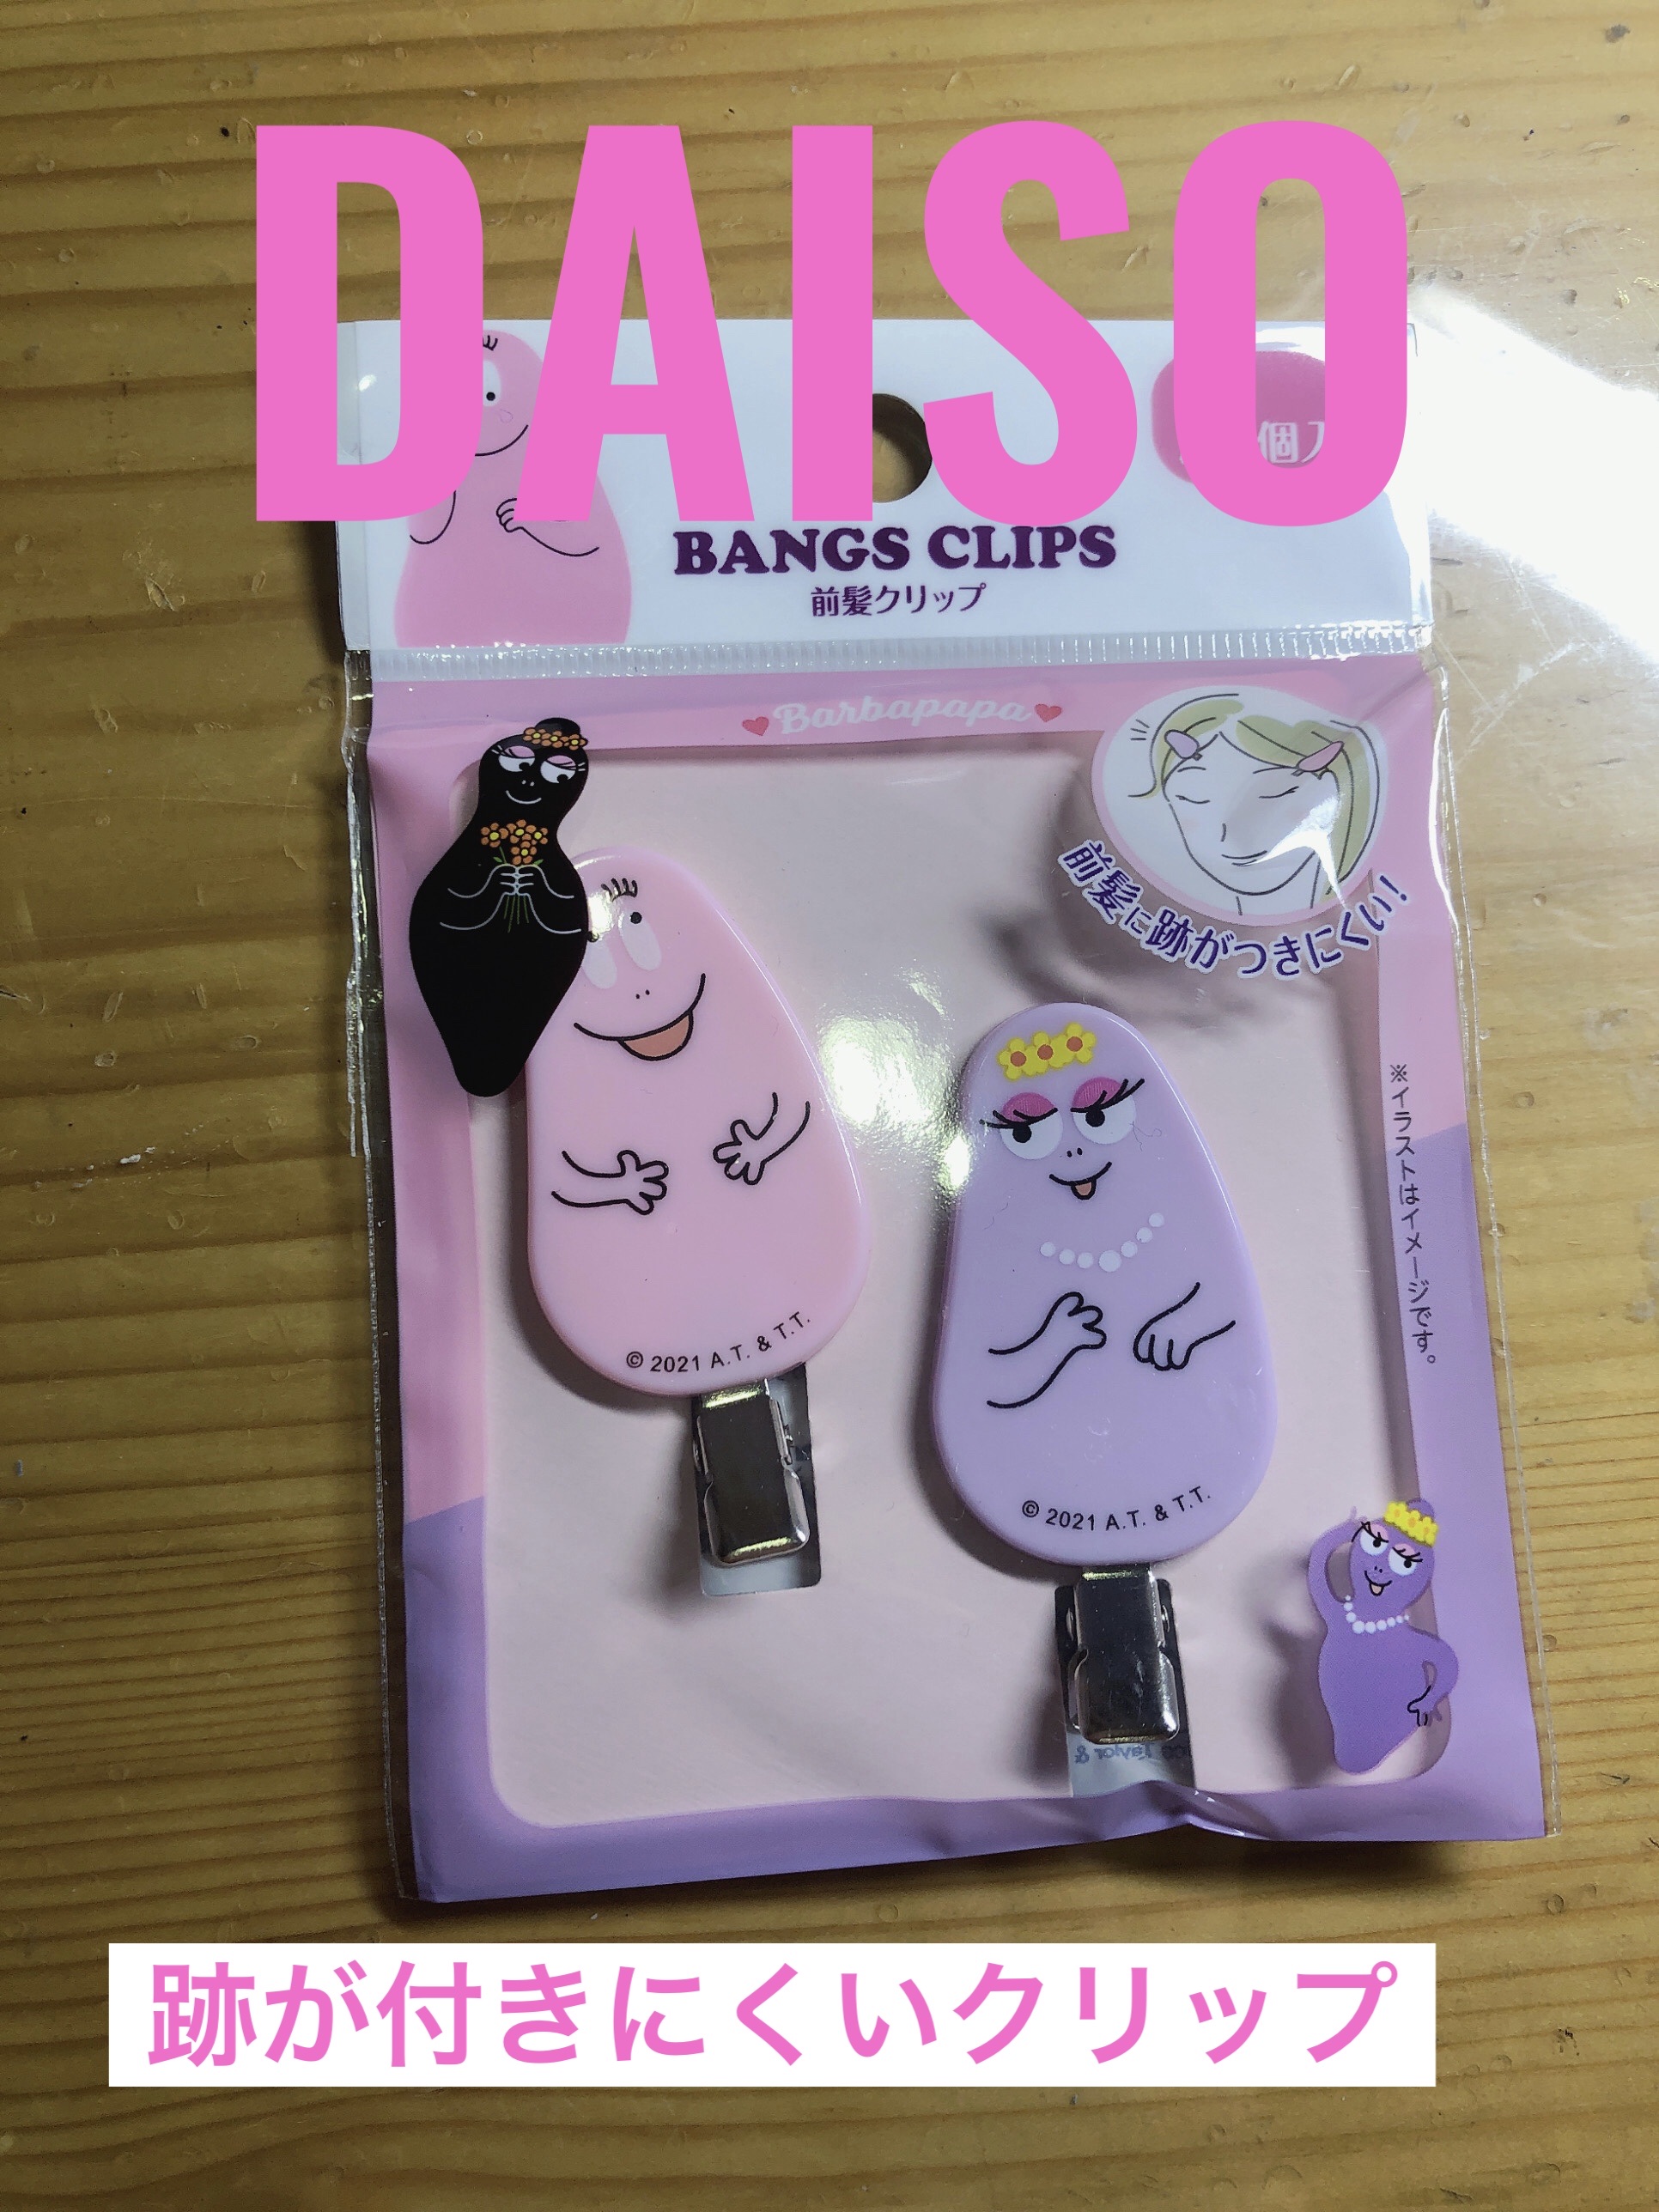 DAISO
個入
BANGS CLIPS
前髪クリップ
Barbapapa
前髪に跡がつきにくい!
※イラストはイメージです。
© 2021 A.T. & T.T.
© 2021 A.T. & T.T.
Taylor &
跡が付きにくいクリップ